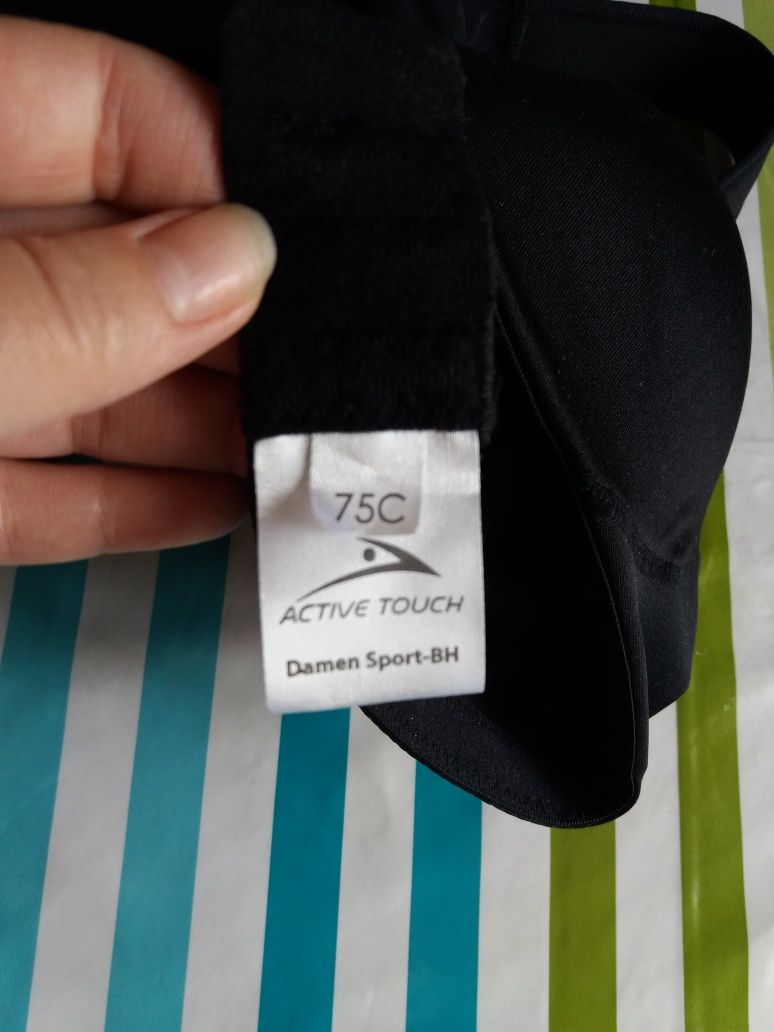 75C
ACTIVE TOUCH
Damen Sport-BH